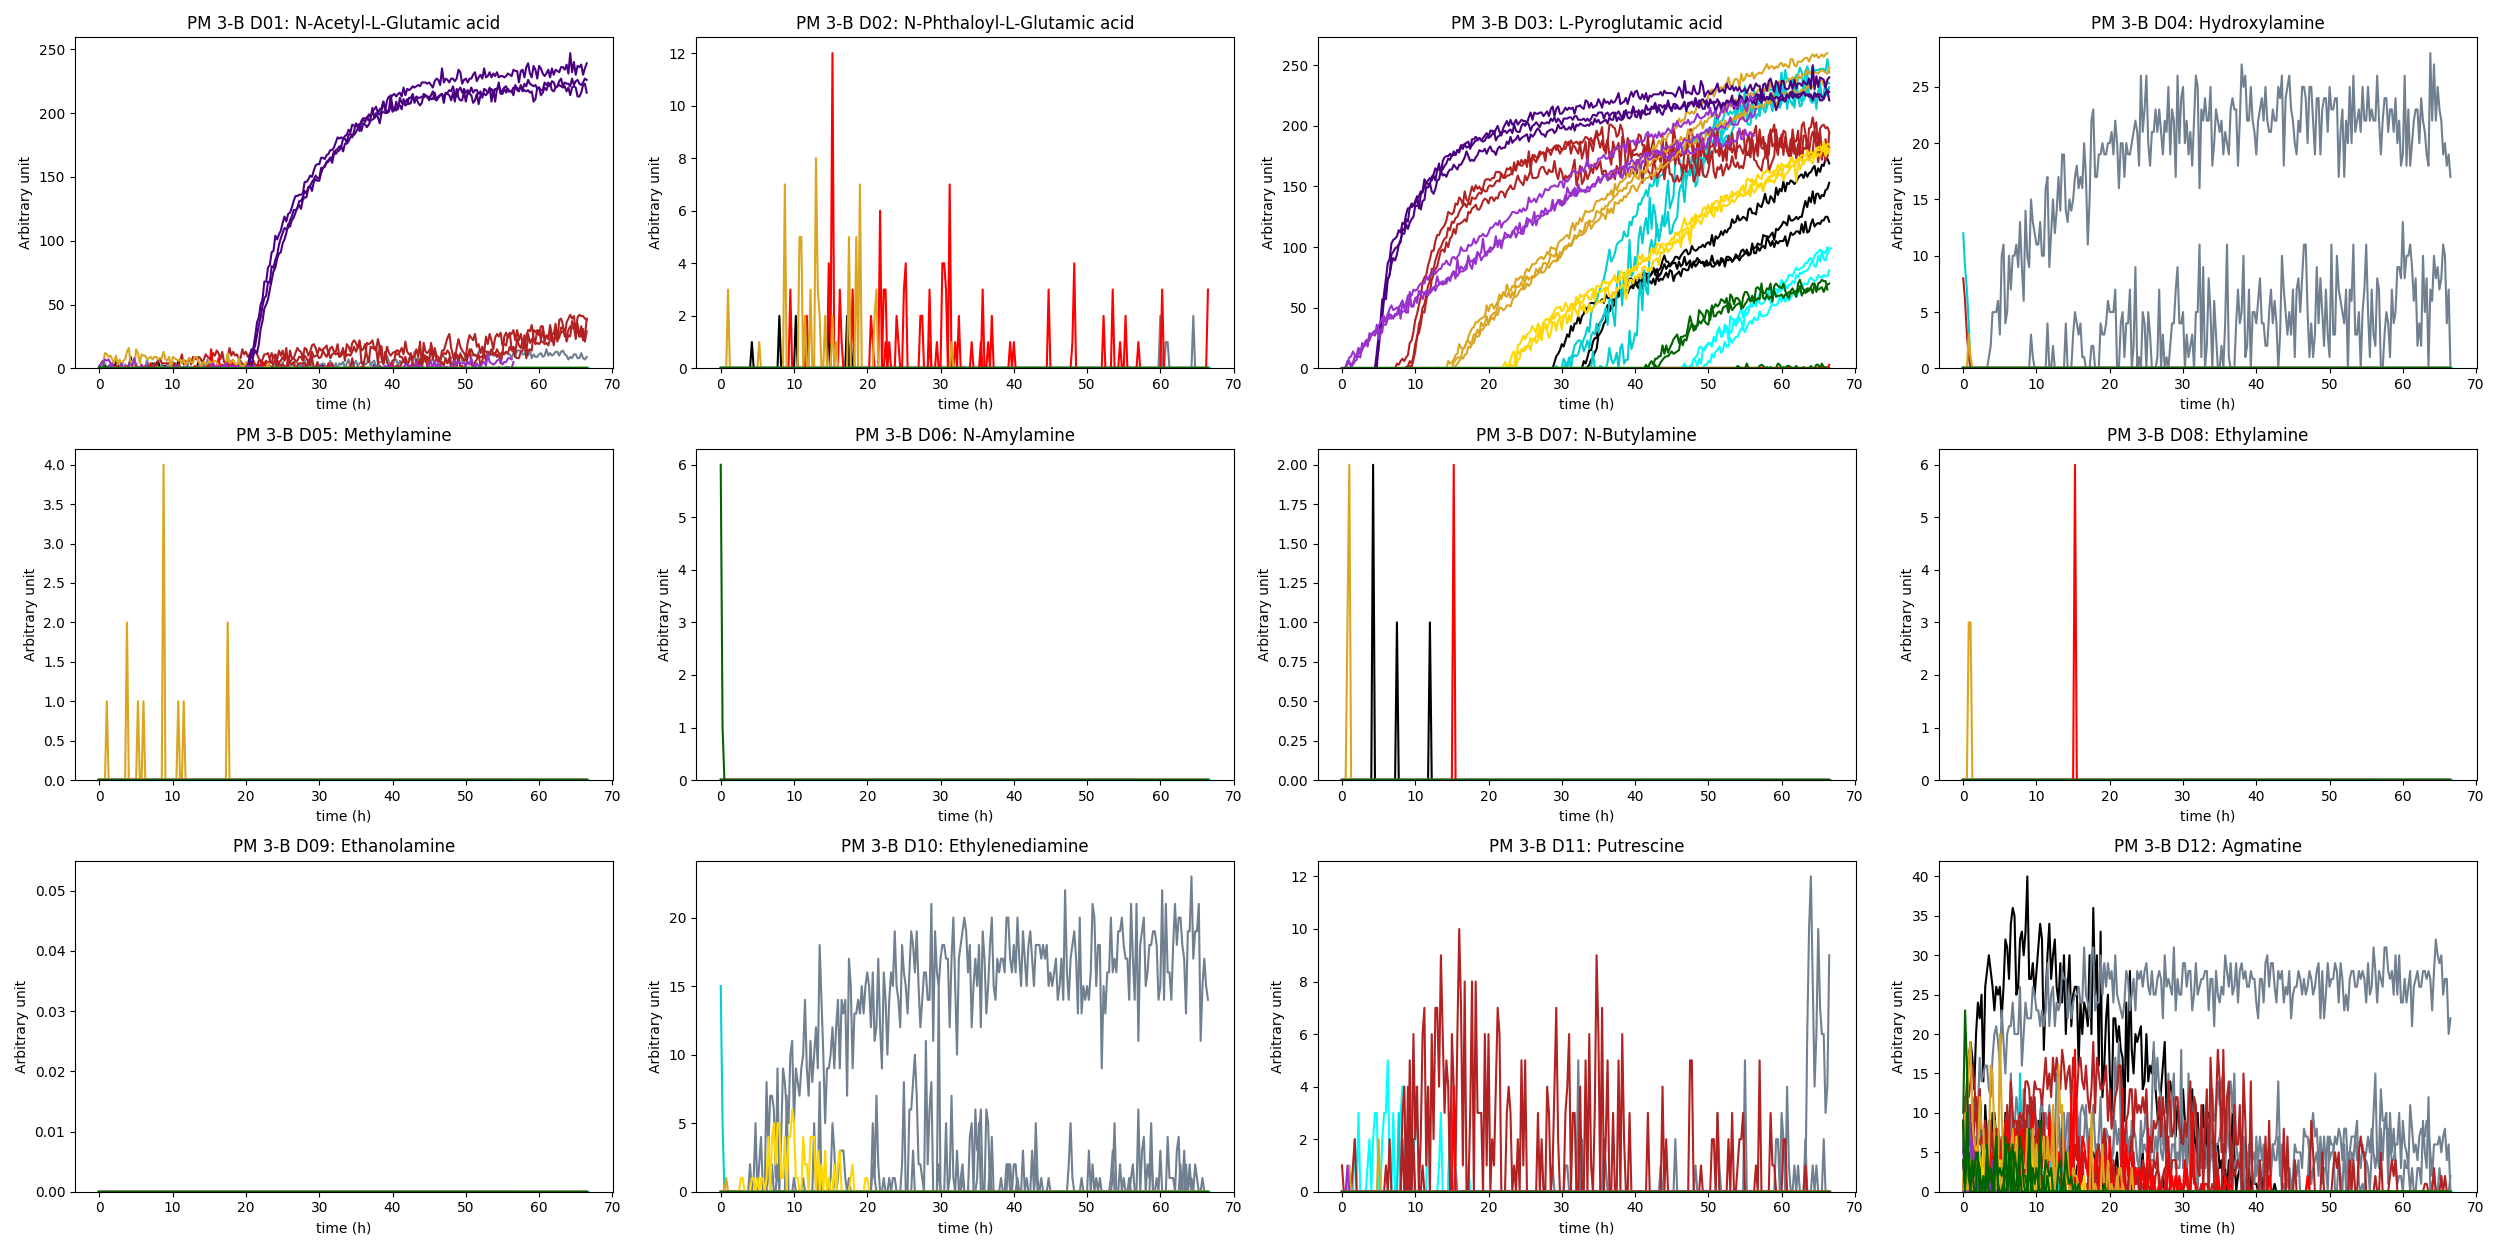 PM 3-B D01: N-Acetyl-L-Glutamic acid
Arbitrary unit
250
200
150
100
50
0
0 10 20 30 40 50 60 70
time (h)
PM 3-B D02: N-Phthaloyl-L-Glutamic acid
Arbitrary unit
12
10
8
6
4
2
0
0 10 20 30 40 50 60 70
time (h)
PM 3-B D03: L-Pyroglutamic acid
Arbitrary unit
250
200
150
100
50
0
0 10 20 30 40 50 60 70
time (h)
PM 3-B D04: Hydroxylamine
Arbitrary unit
25
20
15
10
5
0
0 10 20 30 40 50 60 70
time (h)
PM 3-B D05: Methylamine
Arbitrary unit
4.0
3.5
3.0
2.5
2.0
1.5
1.0
0.5
0.0
0 10 20 30 40 50 60 70
time (h)
PM 3-B D06: N-Amylamine
Arbitrary unit
6
5
4
3
2
1
0
0 10 20 30 40 50 60 70
time (h)
PM 3-B D07: N-Butylamine
Arbitrary unit
2.00
1.75
1.50
1.25
1.00
0.75
0.50
0.25
0.00
0 10 20 30 40 50 60 70
time (h)
PM 3-B D08: Ethylamine
Arbitrary unit
6
5
4
3
2
1
0
0 10 20 30 40 50 60 70
time (h)
PM 3-B D09: Ethanolamine
Arbitrary unit
0.05
0.04
0.03
0.02
0.01
0.00
0 10 20 30 40 50 60 70
time (h)
PM 3-B D10: Ethylenediamine
Arbitrary unit
20
15
10
5
0
0 10 20 30 40 50 60 70
time (h)
PM 3-B D11: Putrescine
Arbitrary unit
12
10
8
6
4
2
0
0 10 20 30 40 50 60 70
time (h)
PM 3-B D12: Agmatine
Arbitrary unit
40
35
30
25
20
15
10
5
0
0 10 20 30 40 50 60 70
time (h)